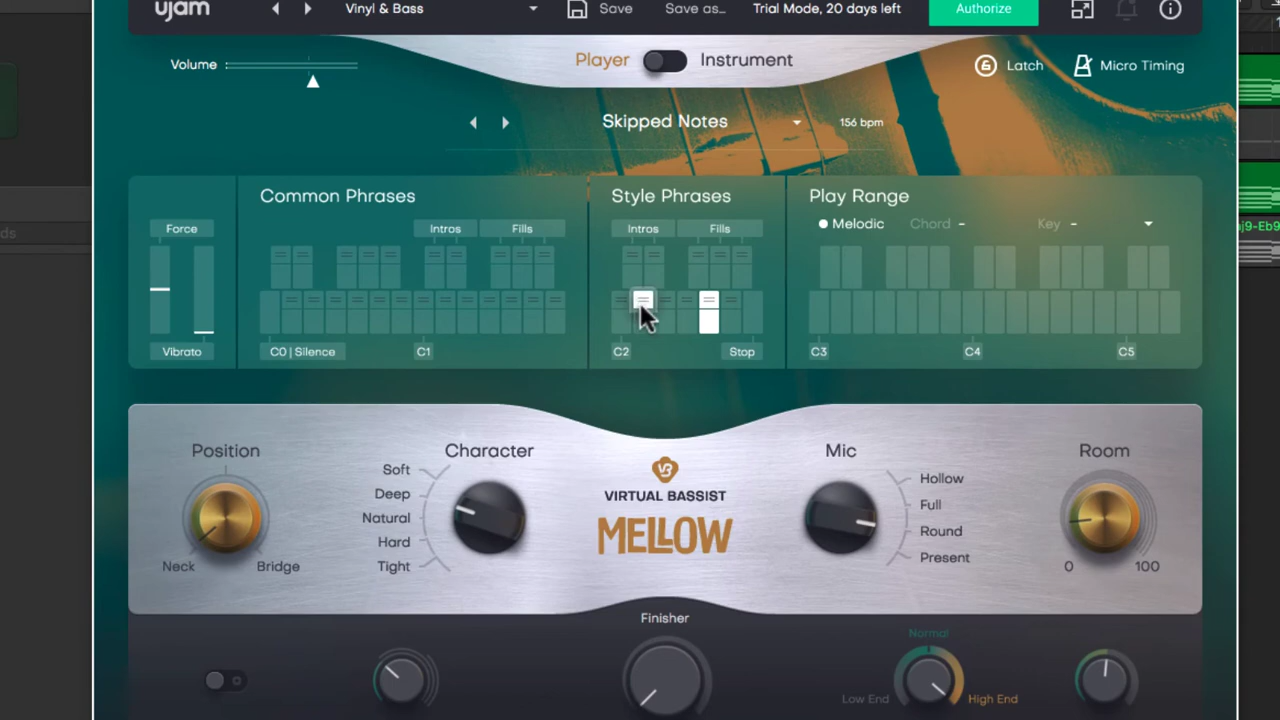 ujam Vinyl & Bass Save Save as... Trial Mode, 20 days left Authorize
Volume Player Instrument Latch Micro Timing
Skipped Notes 156 bpm
Common Phrases Style Phrases Play Range
Force Intros Fills Intros Fills Melodic Chord – Key –
Vibrato C0 | Silence C1 C2 Stop C3 C4 C5
Position Character Mic Room
Soft
Deep
Natural
Hard
Tight
VIRTUAL BASSIST
MELLOW
Hollow
Full
Round
Present
Neck Bridge 0 100
Finisher
Normal
Low End High End